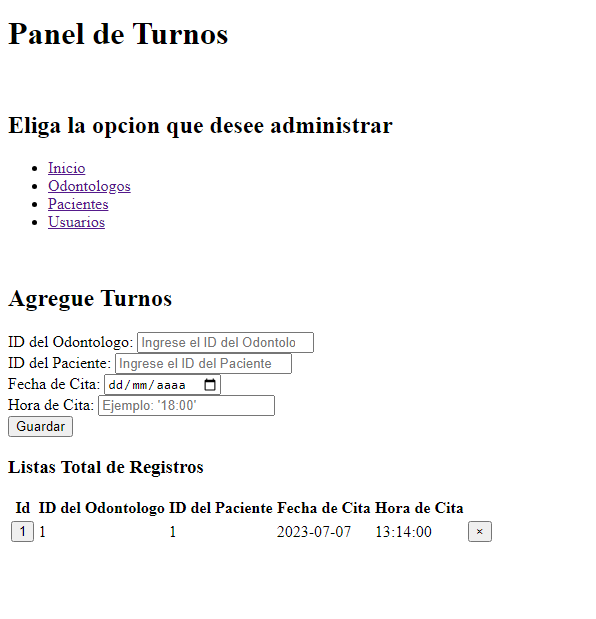 Panel de Turnos
Eliga la opcion que desee administrar
Inicio
Odontologos
Pacientes
Usuarios
Agregue Turnos
ID del Odontologo: Ingrese el ID del Odontolo
ID del Paciente: Ingrese el ID del Paciente
Fecha de Cita: dd/mm/aaaa
Hora de Cita: Ejemplo: '18:00'
Guardar
Listas Total de Registros
Id ID del Odontologo ID del Paciente Fecha de Cita Hora de Cita
1 1 1 2023-07-07 13:14:00 ×